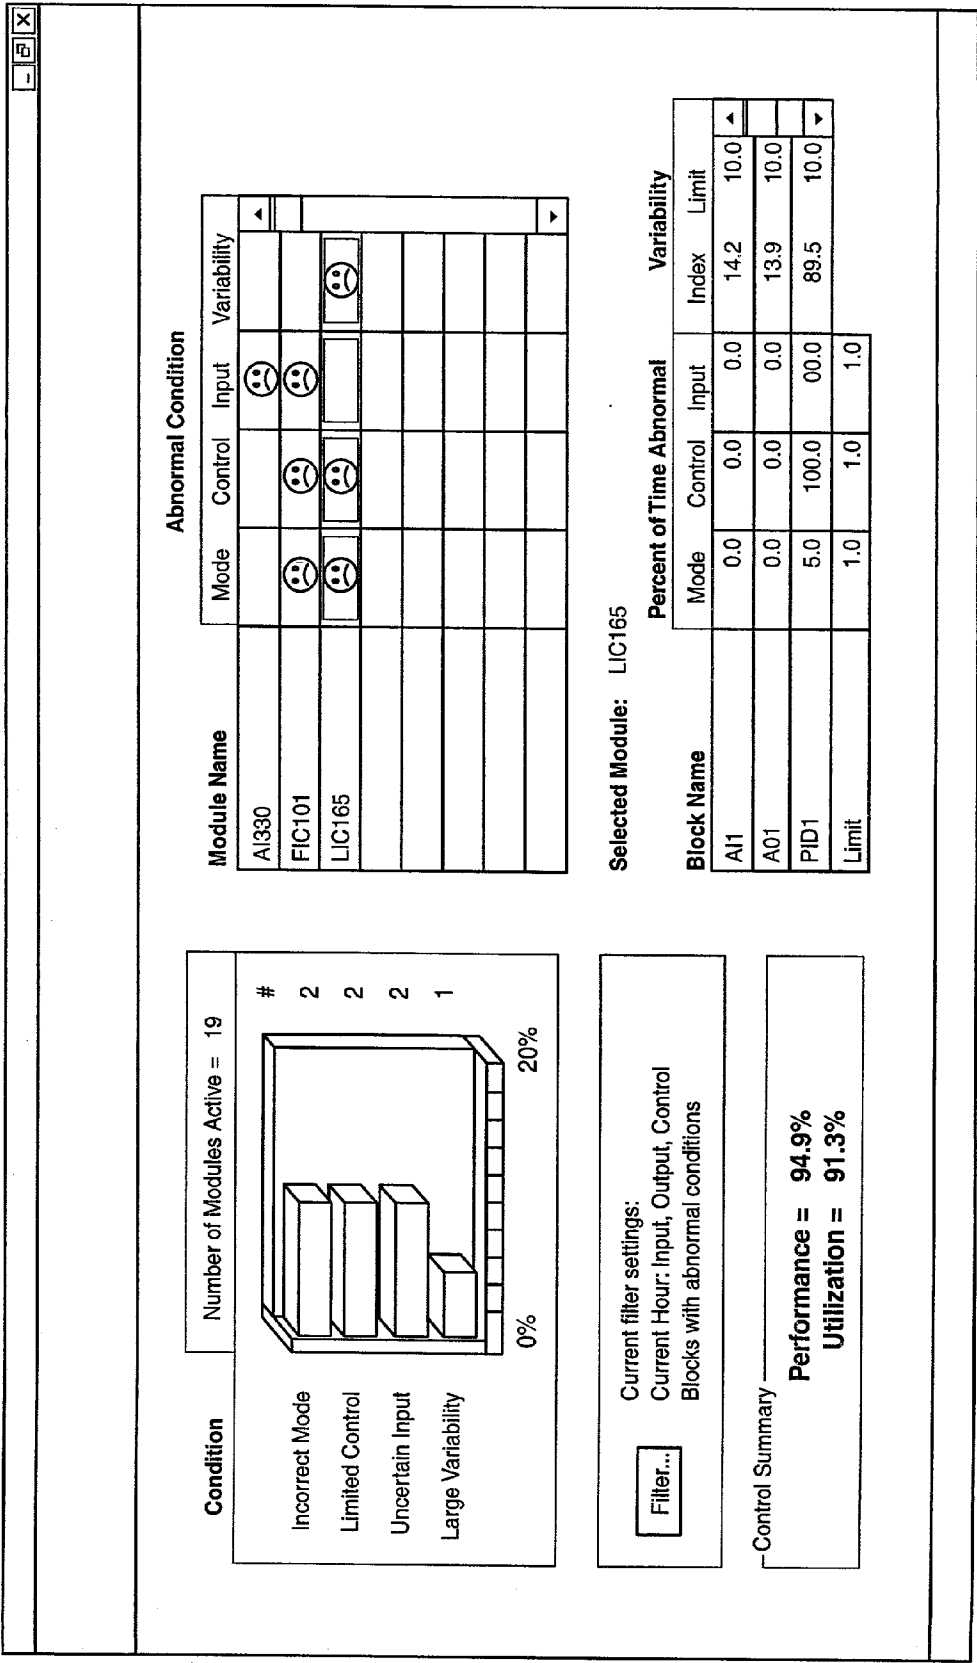 Condition
Number of Modules Active = 19
#
Incorrect Mode 2
Limited Control 2
Uncertain Input 2
Large Variability 1
0% 20%
Filter...
Current filter settings:
Current Hour: Input, Output, Control
Blocks with abnormal conditions
Control Summary
Performance = 94.9%
Utilization = 91.3%
Abnormal Condition
Module Name Mode Control Input Variability
AI330
FIC101
LIC165
Selected Module: LIC165
Percent of Time Abnormal Variability
Block Name Mode Control Input Index Limit
AI1 0.0 0.0 0.0 14.2 10.0
A01 0.0 0.0 0.0 13.9 10.0
PID1 5.0 100.0 00.0 89.5 10.0
Limit 1.0 1.0 1.0